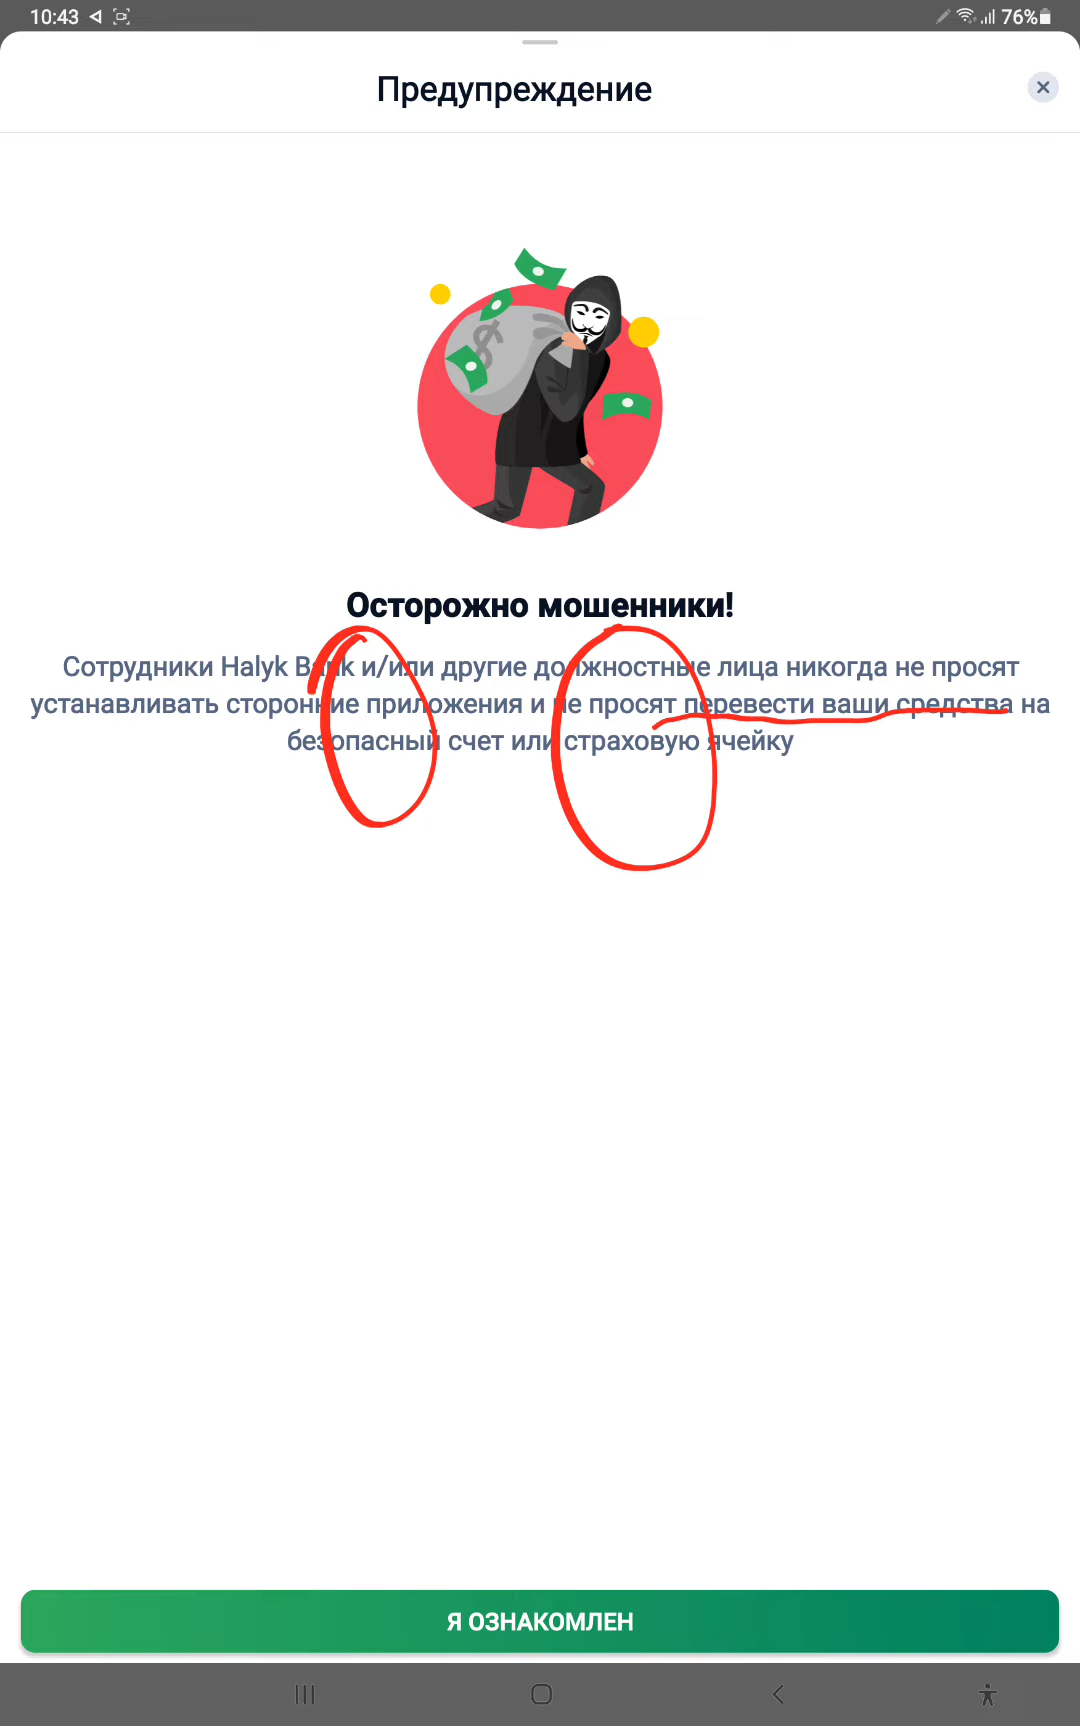 10:43
76%
Предупреждение
$
Осторожно мошенники!
Сотрудники Halyk Bank и/или другие должностные лица никогда не просят
устанавливать сторонние приложения и не просят перевести ваши средства на
безопасный счет или страховую ячейку
Я ОЗНАКОМЛЕН